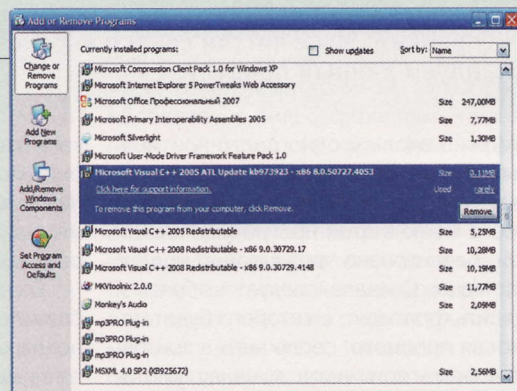 Add or Remove Programs
Change or Remove Programs
Add New Programs
Add/Remove Windows Components
Set Program Access and Defaults
Currently installed programs:
Show updates
Sort by: Name
Microsoft Compression Client Pack 1.0 for Windows XP
Microsoft Internet Explorer 5 PowerTweaks Web Accessory
Microsoft Office Профессиональный 2007 Size 247,00MB
Microsoft Primary Interoperability Assemblies 2005 Size 7,77MB
Microsoft Silverlight Size 1,30MB
Microsoft User-Mode Driver Framework Feature Pack 1.0
Microsoft Visual C++ 2005 ATL Update kb973923 - x86 8.0.50727.4053 Size 0,11MB
Click here for support information. Used rarely
To remove this program from your computer, click Remove. Remove
Microsoft Visual C++ 2005 Redistributable Size 5,25MB
Microsoft Visual C++ 2008 Redistributable - x86 9.0.30729.17 Size 10,28MB
Microsoft Visual C++ 2008 Redistributable - x86 9.0.30729.4148 Size 10,19MB
MKVtoolnix 2.0.0 Size 11,77MB
Monkey's Audio Size 2,09MB
mp3PRO Plug-in
mp3PRO Plug-in
mp3PRO Plug-in
MSXML 4.0 SP2 (KB925672) Size 2,56MB